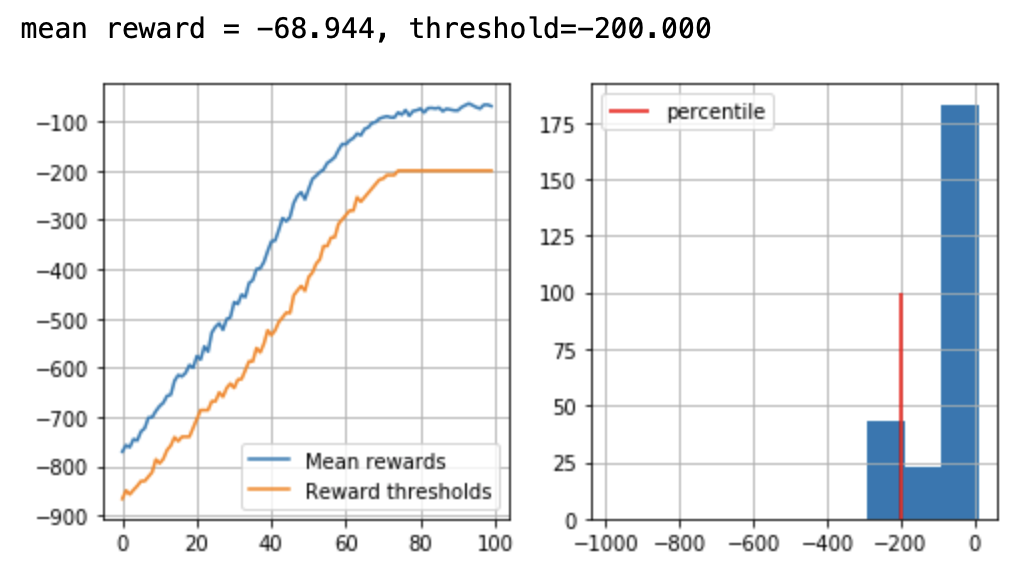 mean reward = -68.944, threshold=-200.000
−100
−200
−300
−400
−500
−600
−700
−800
−900
0 20 40 60 80 100
Mean rewards
Reward thresholds
percentile
175
150
125
100
75
50
25
0
−1000 −800 −600 −400 −200 0